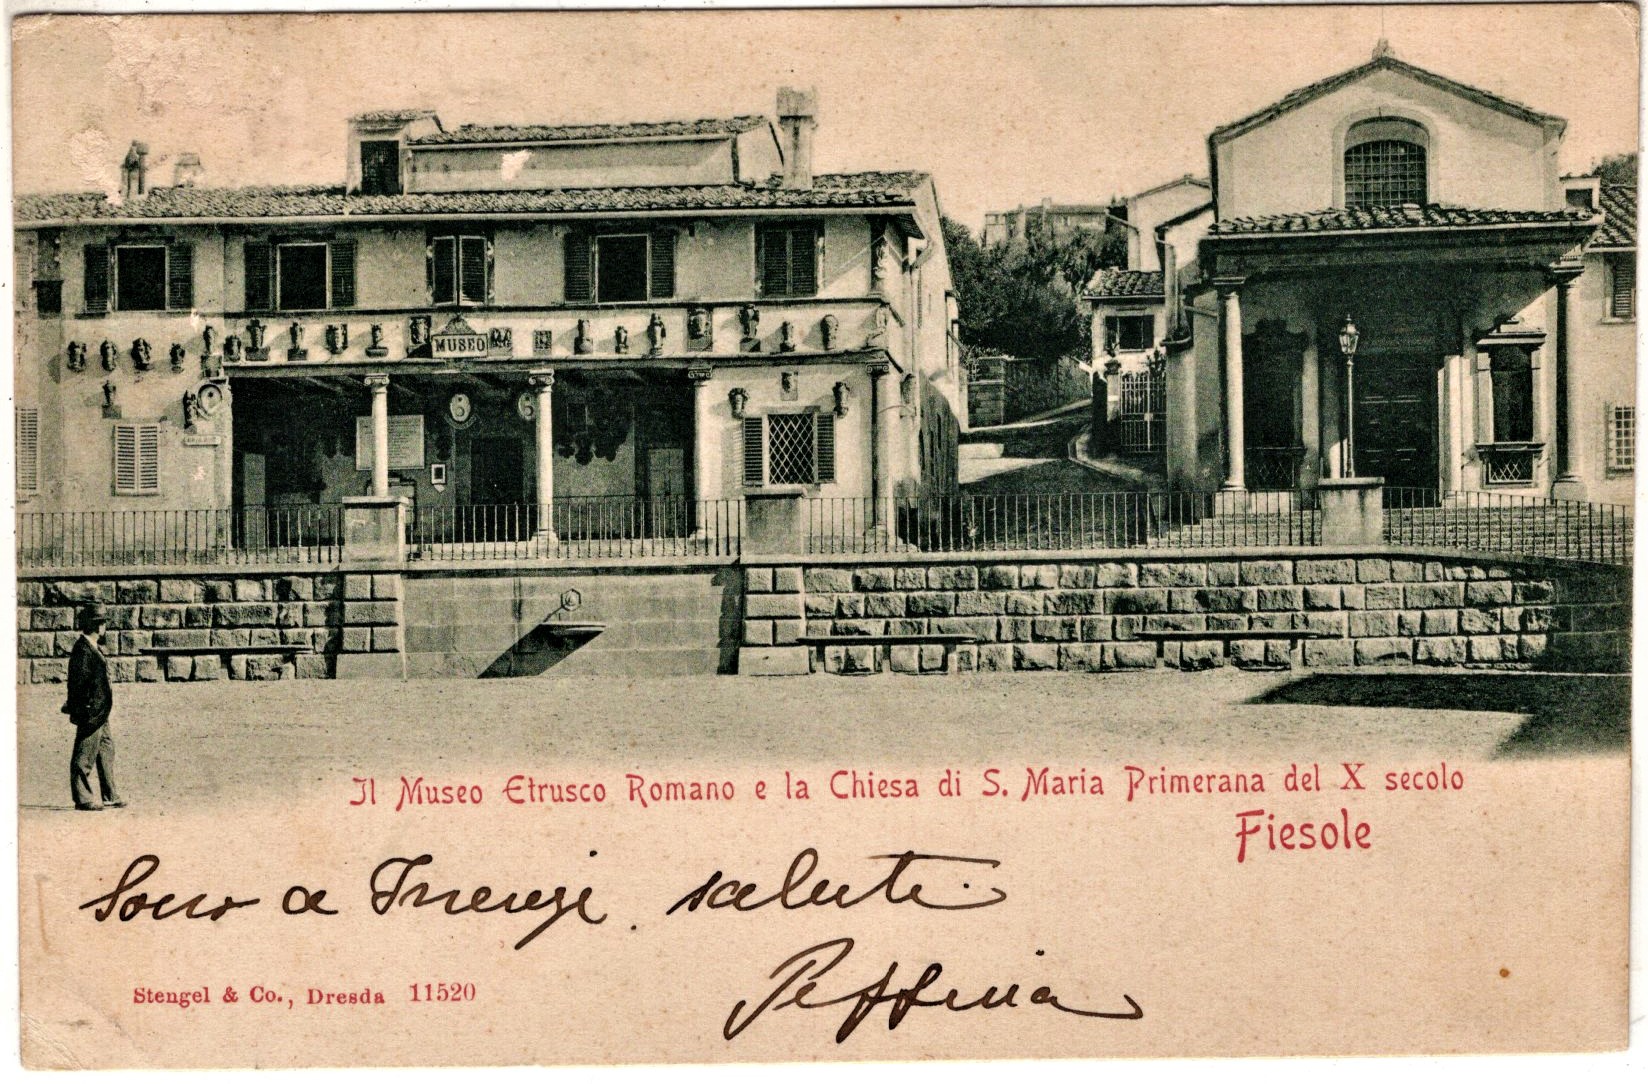 MUSEO
Il Museo Etrusco Romano e la Chiesa di S. Maria Primerana del X secolo
Fiesole
Sono a Firenze. saluti.
Peppina
Stengel & Co., Dresda 11520